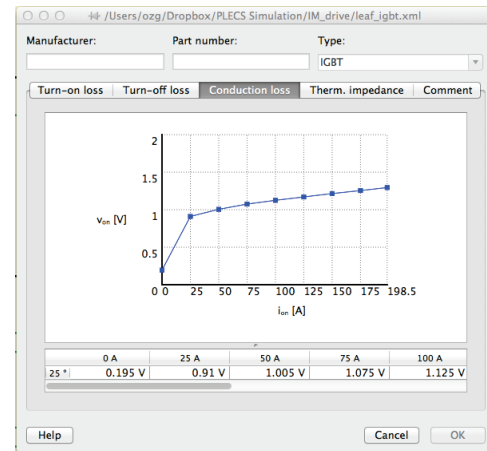 /Users/ozg/Dropbox/PLECS Simulation/IM_drive/leaf_igbt.xml
Manufacturer: Part number: Type:
IGBT
Turn-on loss Turn-off loss Conduction loss Therm. impedance Comment
2
1.5
vₒₙ [V]
1
0.5
0 0 25 50 75 100 125 150 175 198.5
iₒₙ [A]
0 A 25 A 50 A 75 A 100 A
25 ° 0.195 V 0.91 V 1.005 V 1.075 V 1.125 V
Help Cancel OK